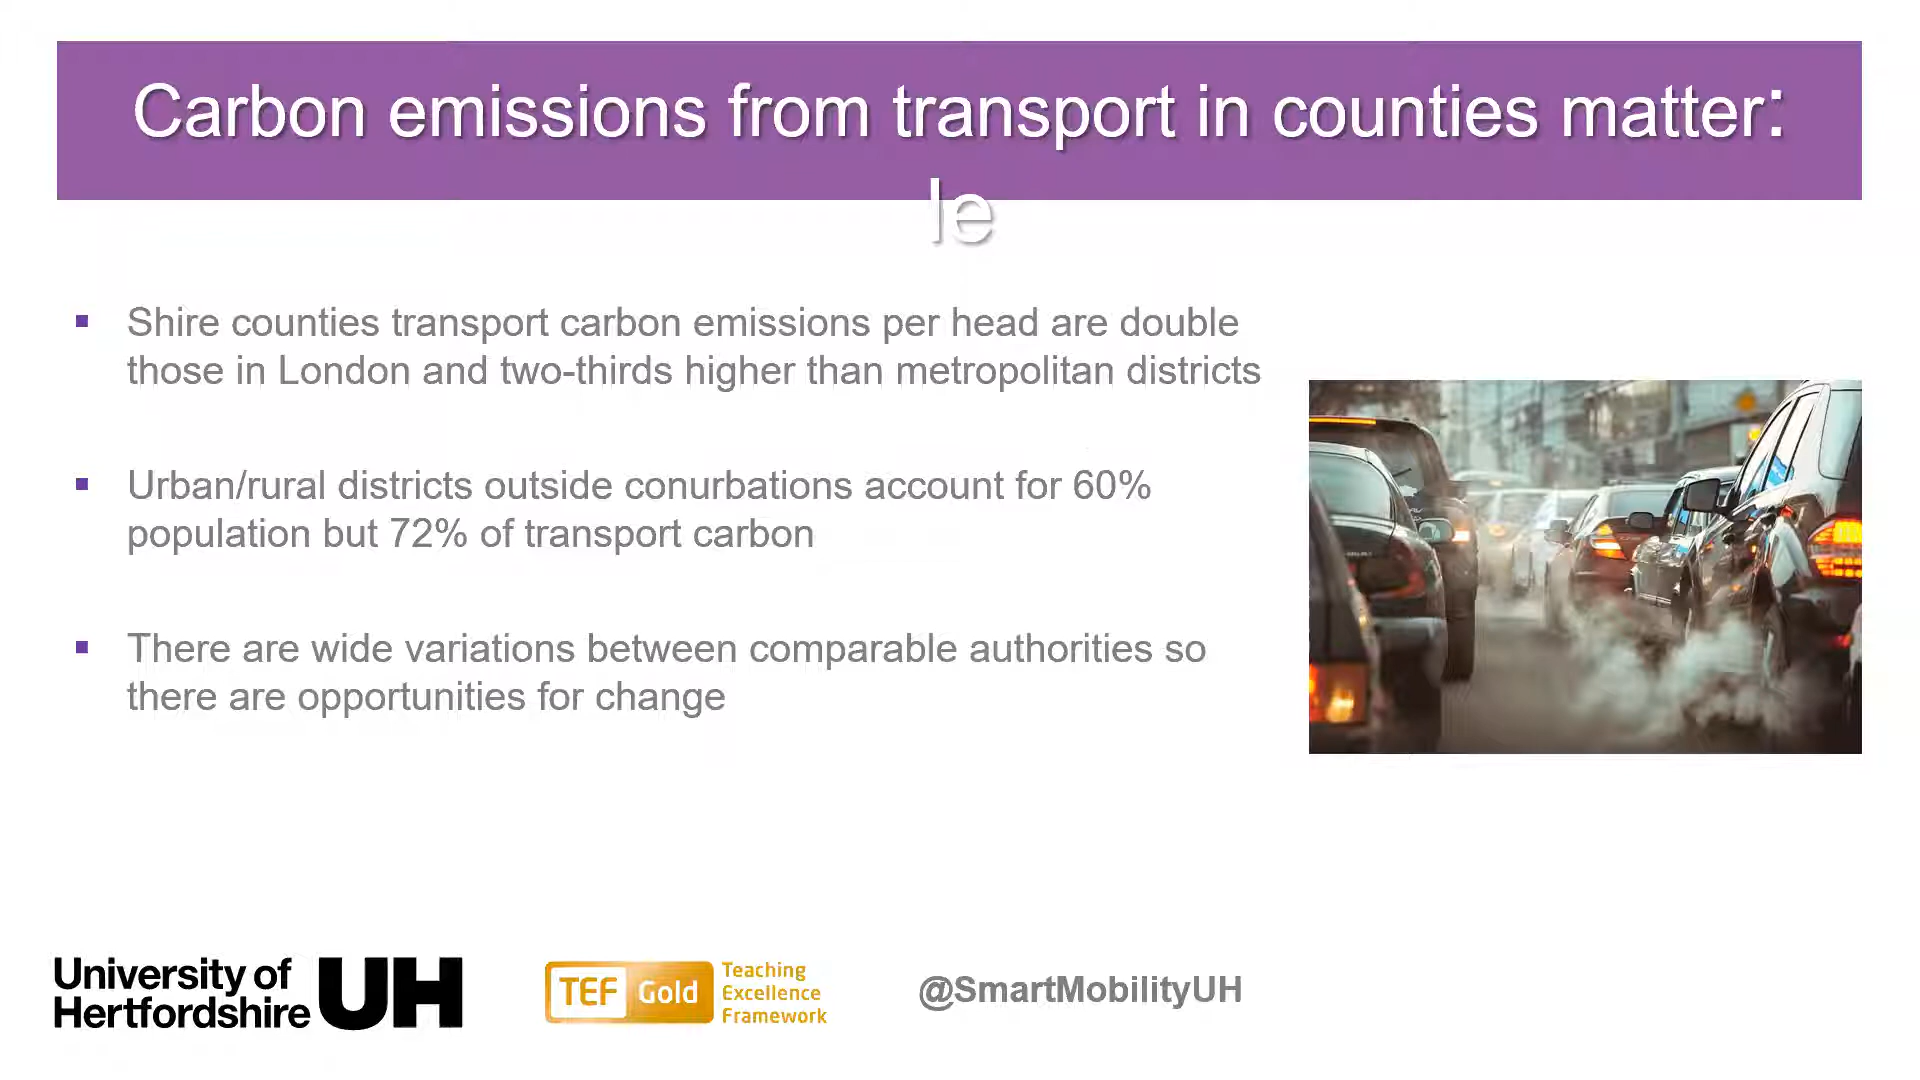 Carbon emissions from transport in counties matter:
le
▪ Shire counties transport carbon emissions per head are double
those in London and two-thirds higher than metropolitan districts
▪ Urban/rural districts outside conurbations account for 60%
population but 72% of transport carbon
▪ There are wide variations between comparable authorities so
there are opportunities for change
University of
Hertfordshire UH
TEF Gold
Teaching
Excellence
Framework
@SmartMobilityUH